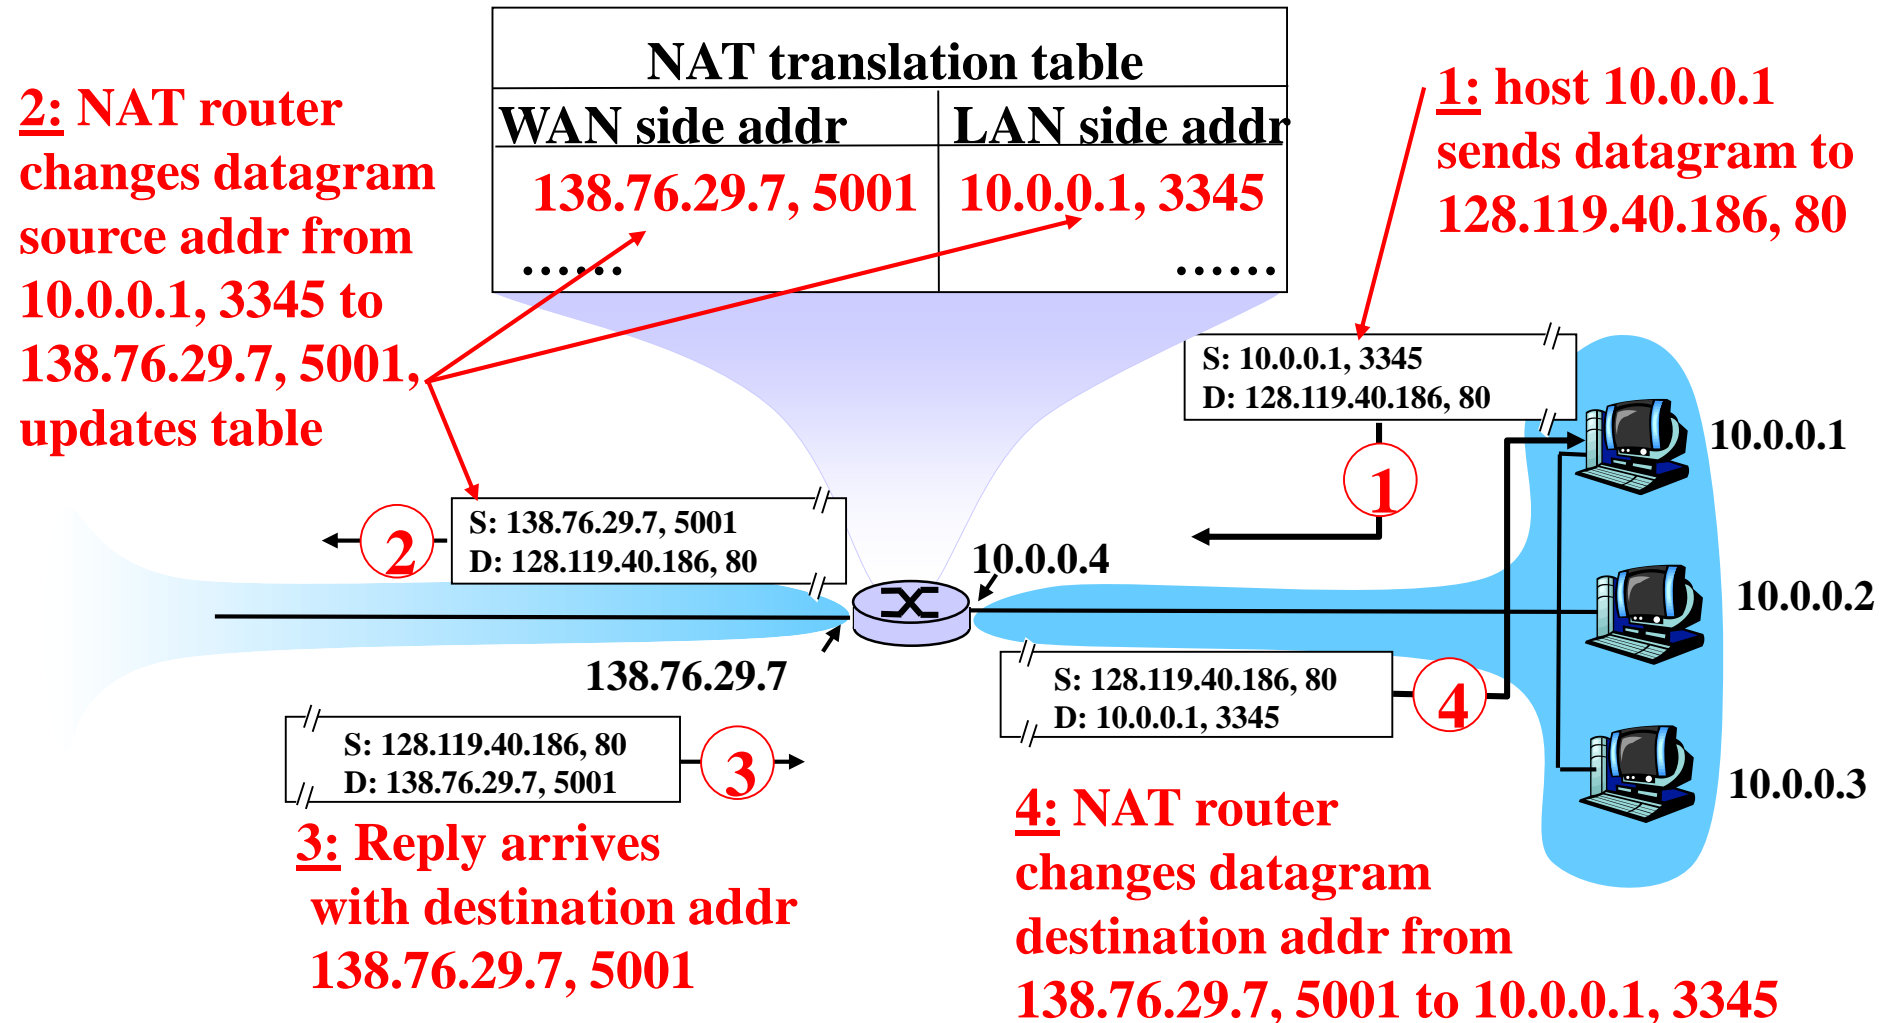 NAT translation table
WAN side addr
LAN side addr
138.76.29.7, 5001
10.0.0.1, 3345
......
......
2: NAT router
changes datagram
source addr from
10.0.0.1, 3345 to
138.76.29.7, 5001,
updates table
1: host 10.0.0.1
sends datagram to
128.119.40.186, 80
S: 10.0.0.1, 3345
D: 128.119.40.186, 80
1
10.0.0.1
S: 138.76.29.7, 5001
D: 128.119.40.186, 80
2
10.0.0.4
10.0.0.2
138.76.29.7
S: 128.119.40.186, 80
D: 10.0.0.1, 3345
4
S: 128.119.40.186, 80
D: 138.76.29.7, 5001
3
10.0.0.3
3: Reply arrives
with destination addr
138.76.29.7, 5001
4: NAT router
changes datagram
destination addr from
138.76.29.7, 5001 to 10.0.0.1, 3345